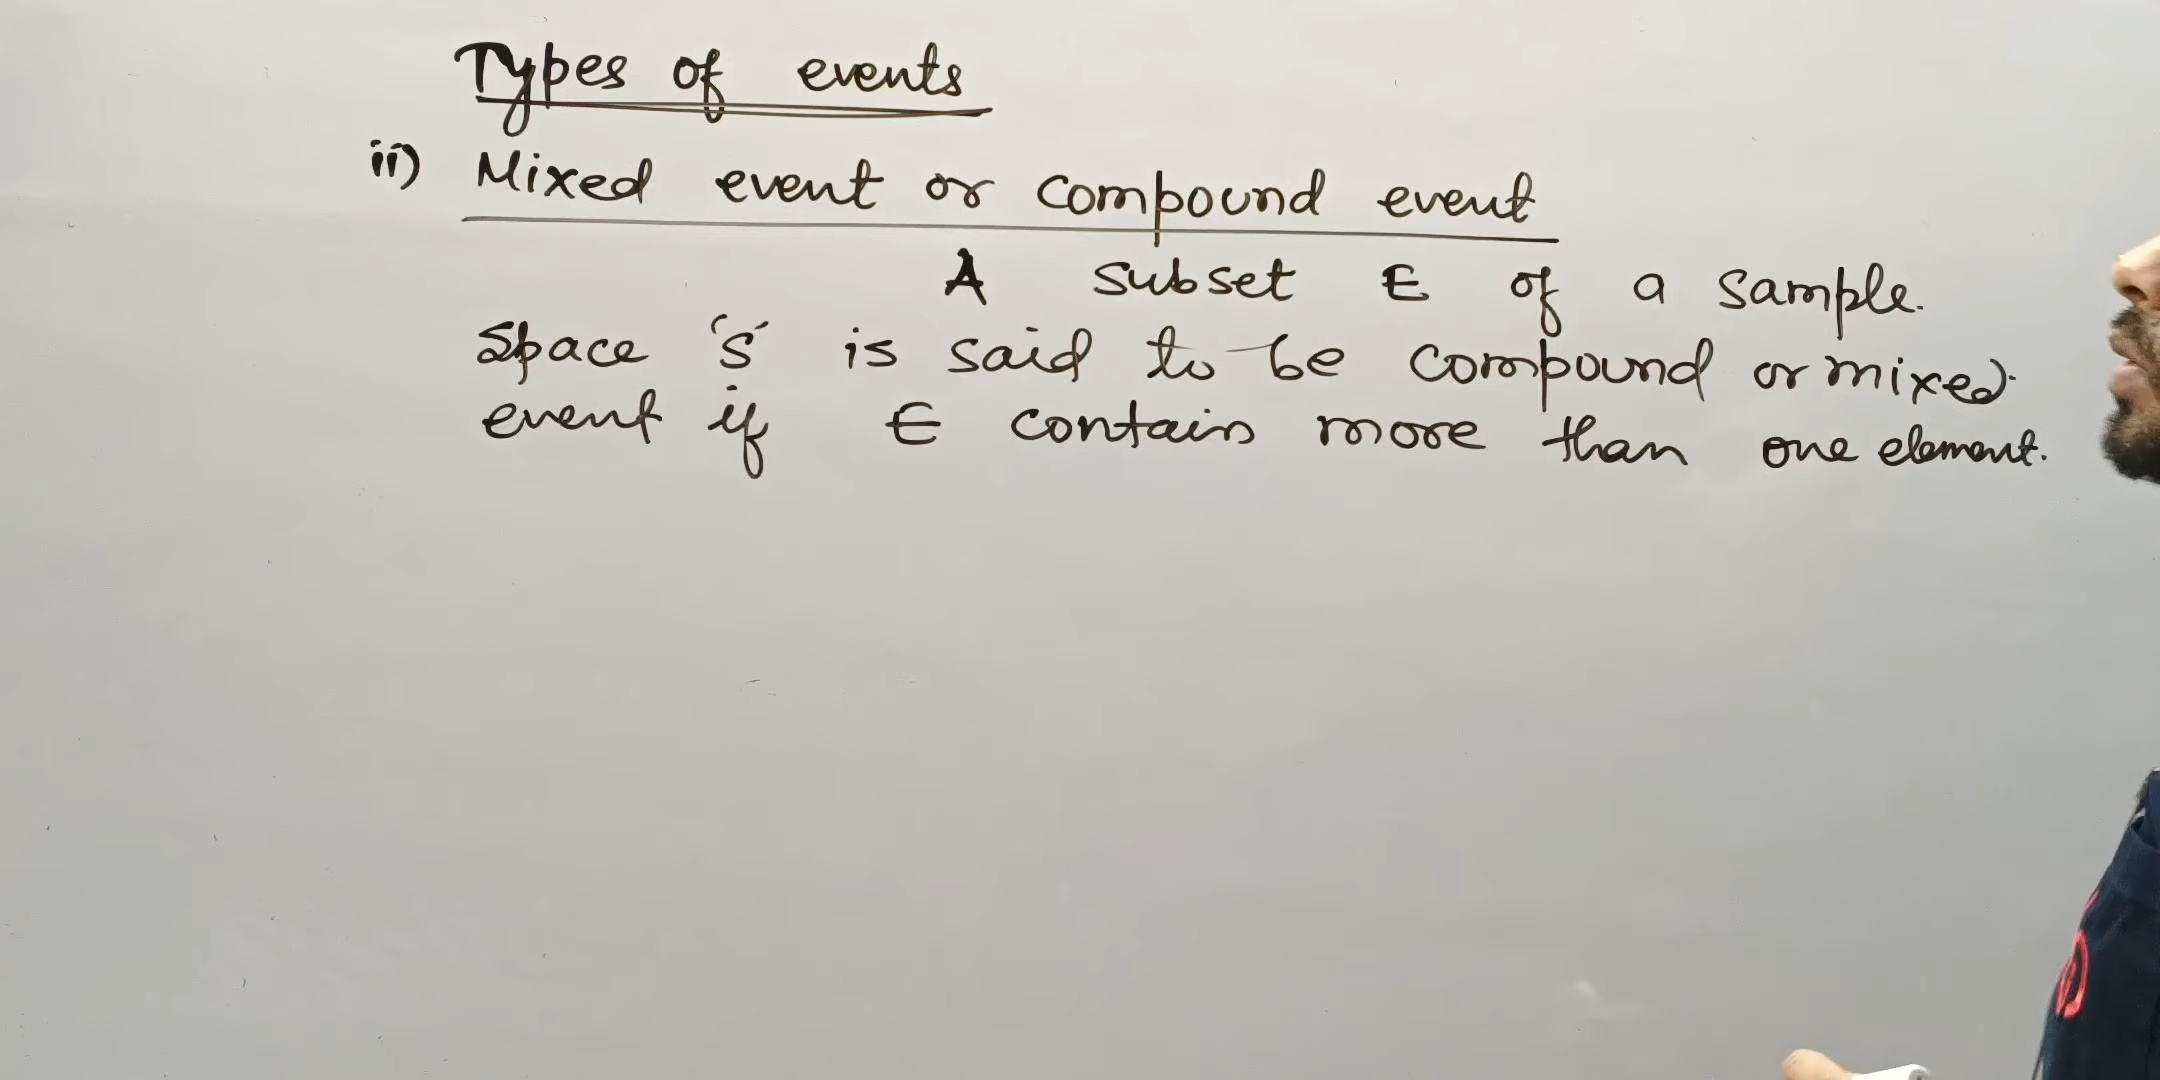 Types of events
ii) Mixed event or compound event
A subset E of a sample.
Space 's' is said to be compound or mixed.
event if E contain more than one element.